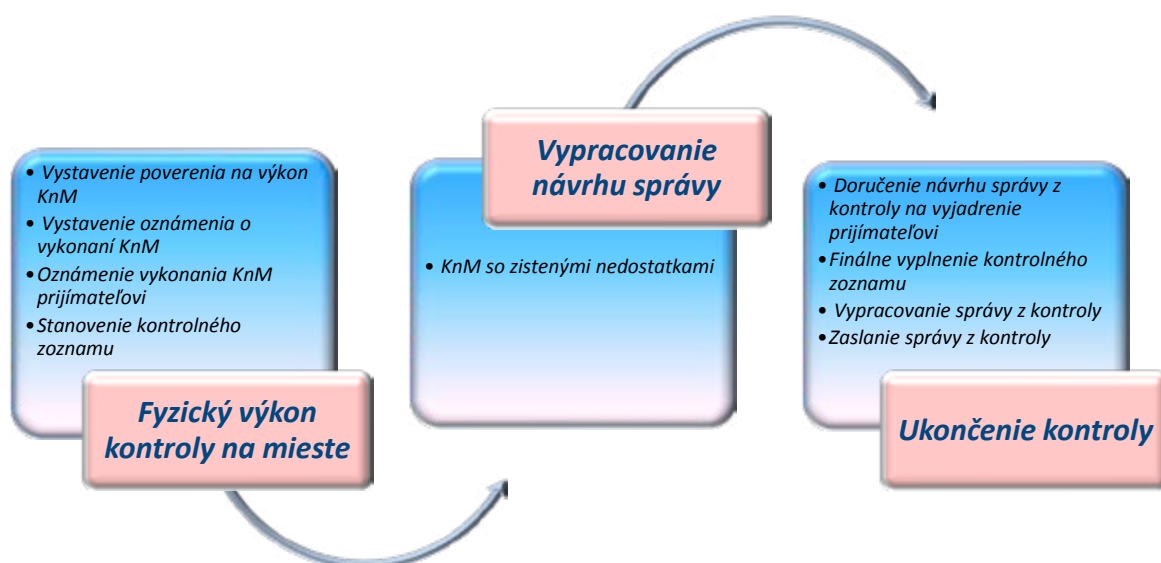 • Vystavenie poverenia na výkon
KnM
• Vystavenie oznámenia o
vykonaní KnM
• Oznámenie vykonania KnM
prijímateľovi
• Stanovenie kontrolného
zoznamu
Fyzický výkon
kontroly na mieste
Vypracovanie
návrhu správy
• KnM so zistenými nedostatkami
• Doručenie návrhu správy z
kontroly na vyjadrenie
prijímateľovi
• Finálne vyplnenie kontrolného
zoznamu
• Vypracovanie správy z kontroly
• Zaslanie správy z kontroly
Ukončenie kontroly